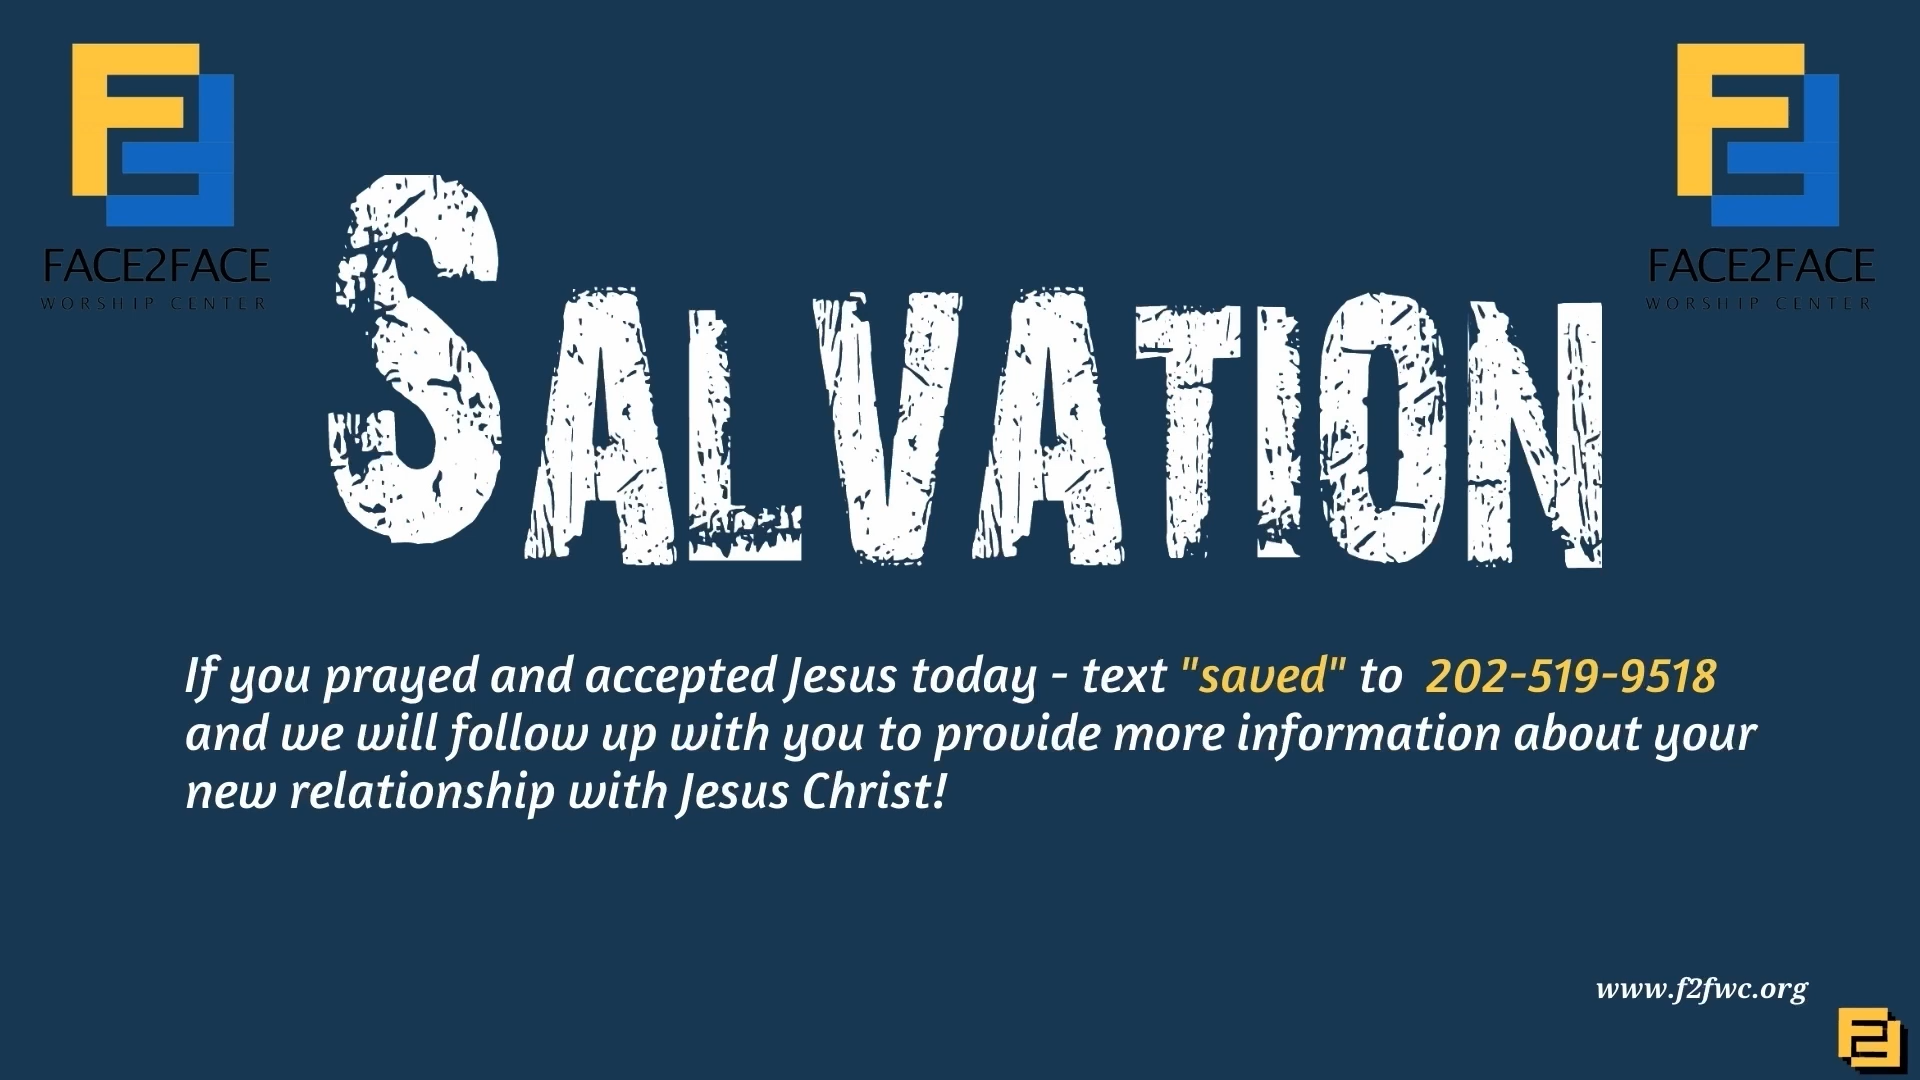 FACE2FACE
WORSHIP CENTER
FACE2FACE
WORSHIP CENTER
SALVATION
If you prayed and accepted Jesus today - text "saved" to 202-519-9518
and we will follow up with you to provide more information about your
new relationship with Jesus Christ!
www.f2fwc.org